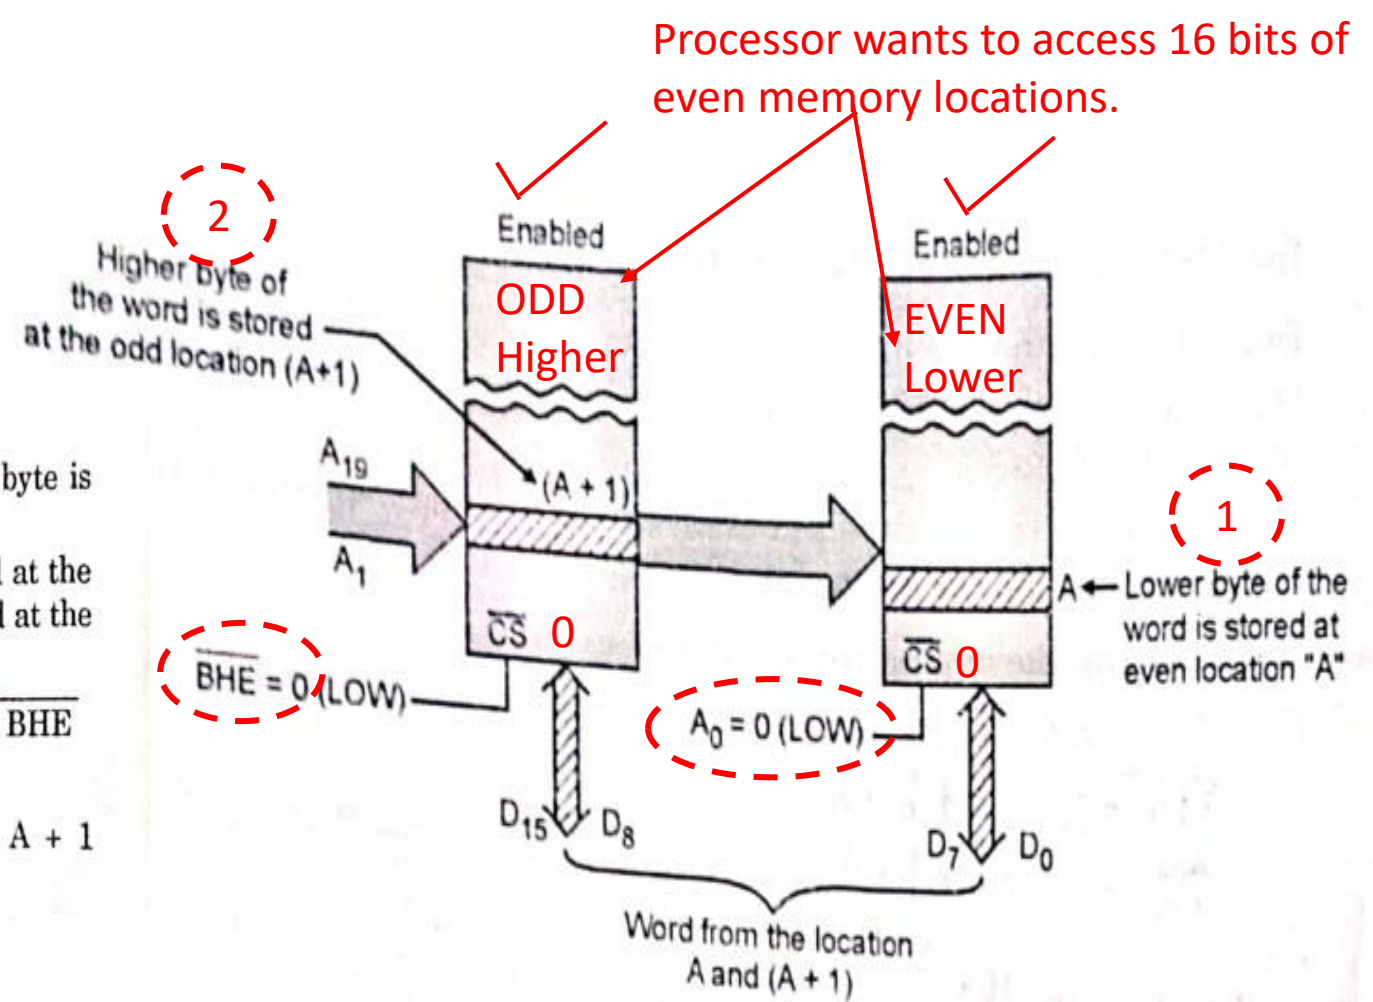 Processor wants to access 16 bits of
even memory locations.
2
Enabled
Enabled
Higher byte of
the word is stored
at the odd location (A+1)
ODD
Higher
EVEN
Lower
byte is
A19
(A + 1)
1
at the
A1
A
Lower byte of the
at the
word is stored at
even location "A"
CS 0
CS 0
BHE = 0 (LOW)
BHE
A0 = 0 (LOW)
D15 D8
D7 D0
A + 1
Word from the location
A and (A + 1)